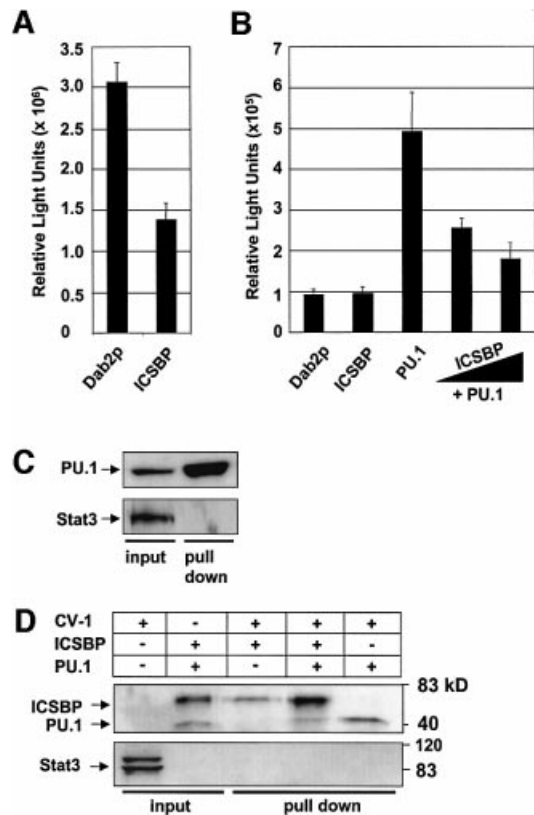 A
Relative Light Units (x 10⁶)
3.5
3.0
2.5
2.0
1.5
1.0
0.5
0
Dab2p
ICSBP
B
Relative Light Units (x10⁵)
7
6
5
4
3
2
1
0
Dab2p
ICSBP
PU.1
ICSBP
+ PU.1
C
PU.1
Stat3
input
pull down
D
CV-1 + - + + +
ICSBP - + + + -
PU.1 - + - + +
83 kD
ICSBP
PU.1
40
120
Stat3
83
input
pull down